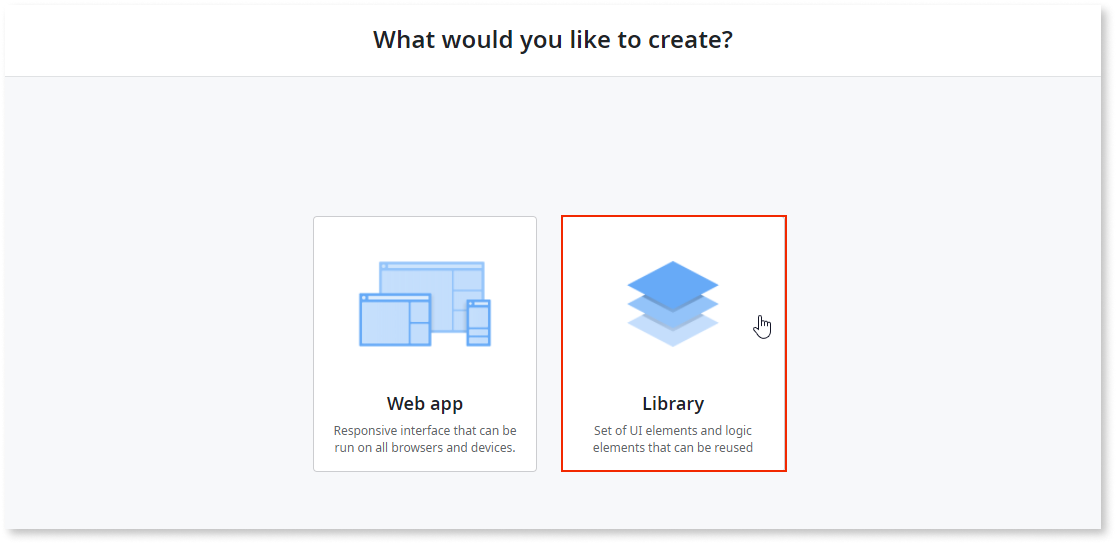 What would you like to create?
Web app
Responsive interface that can be
run on all browsers and devices.
Library
Set of UI elements and logic
elements that can be reused